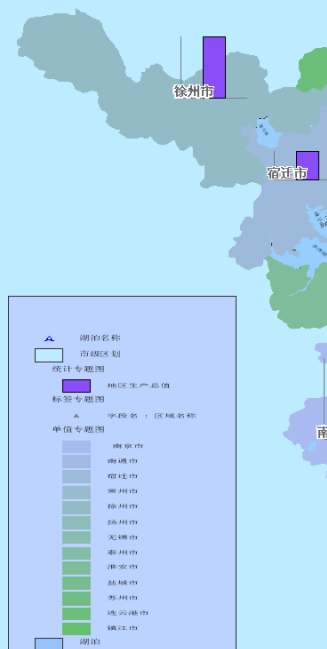 徐州市
宿迁市
南
湖泊名称
市级区划
统计专题图
地区生产总值
标签专题图
字段名 : 区域名称
单值专题图
南京市
南通市
宿迁市
常州市
徐州市
扬州市
无锡市
泰州市
淮安市
盐城市
苏州市
连云港市
镇江市
湖泊